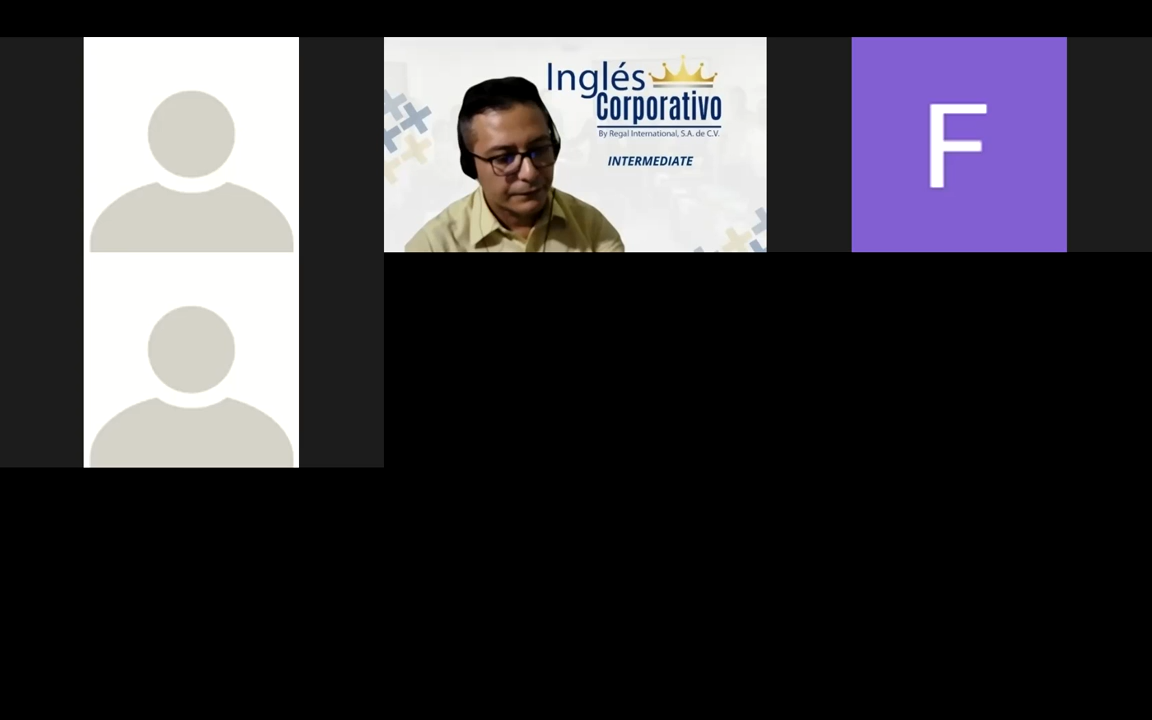 Inglés
Corporativo
By Regal International, S.A. de C.V.
INTERMEDIATE
F